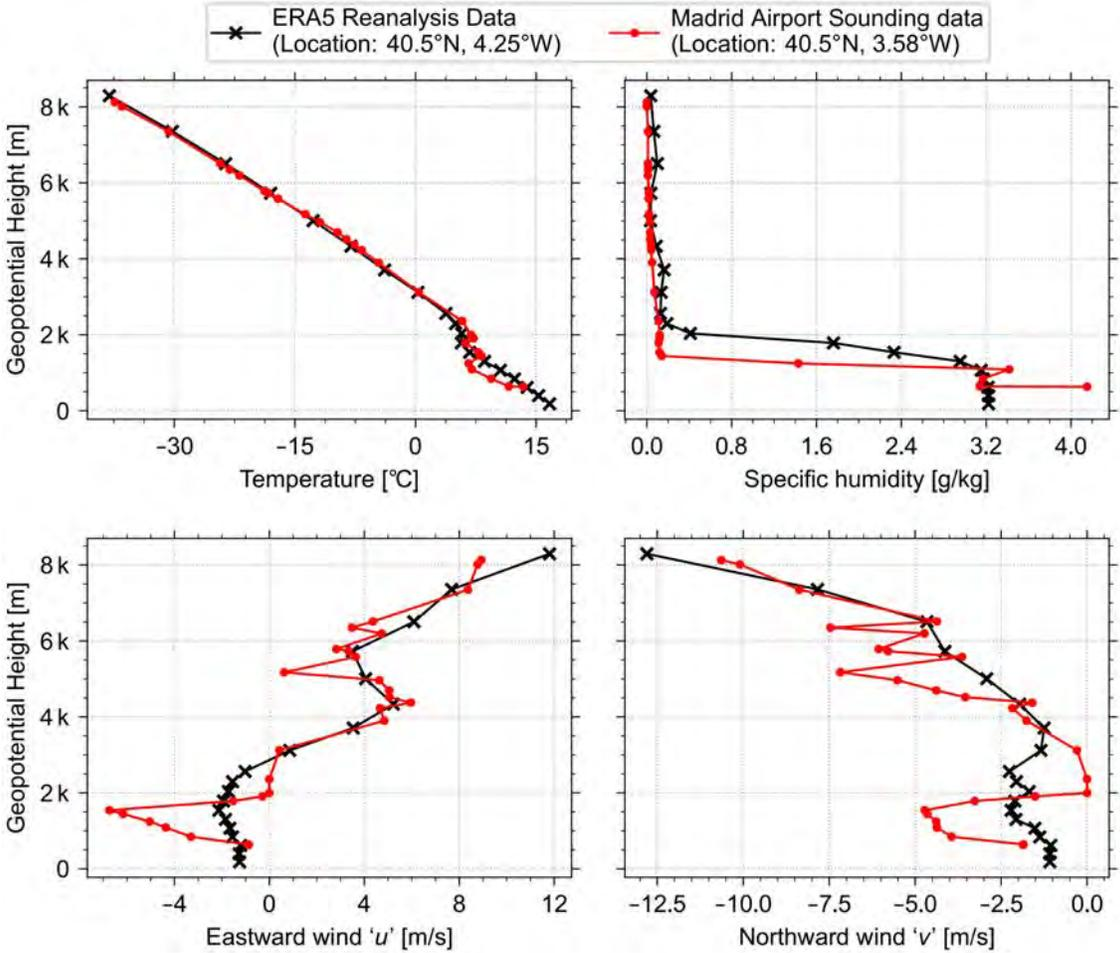 ERA5 Reanalysis Data
(Location: 40.5°N, 4.25°W)
Madrid Airport Sounding data
(Location: 40.5°N, 3.58°W)
Geopotential Height [m]
8 k
6 k
4 k
2 k
0
−30
−15
0
15
Temperature [℃]
0.0
0.8
1.6
2.4
3.2
4.0
Specific humidity [g/kg]
Geopotential Height [m]
8 k
6 k
4 k
2 k
0
−4
0
4
8
12
Eastward wind ‘u’ [m/s]
−12.5
−10.0
−7.5
−5.0
−2.5
0.0
Northward wind ‘v’ [m/s]